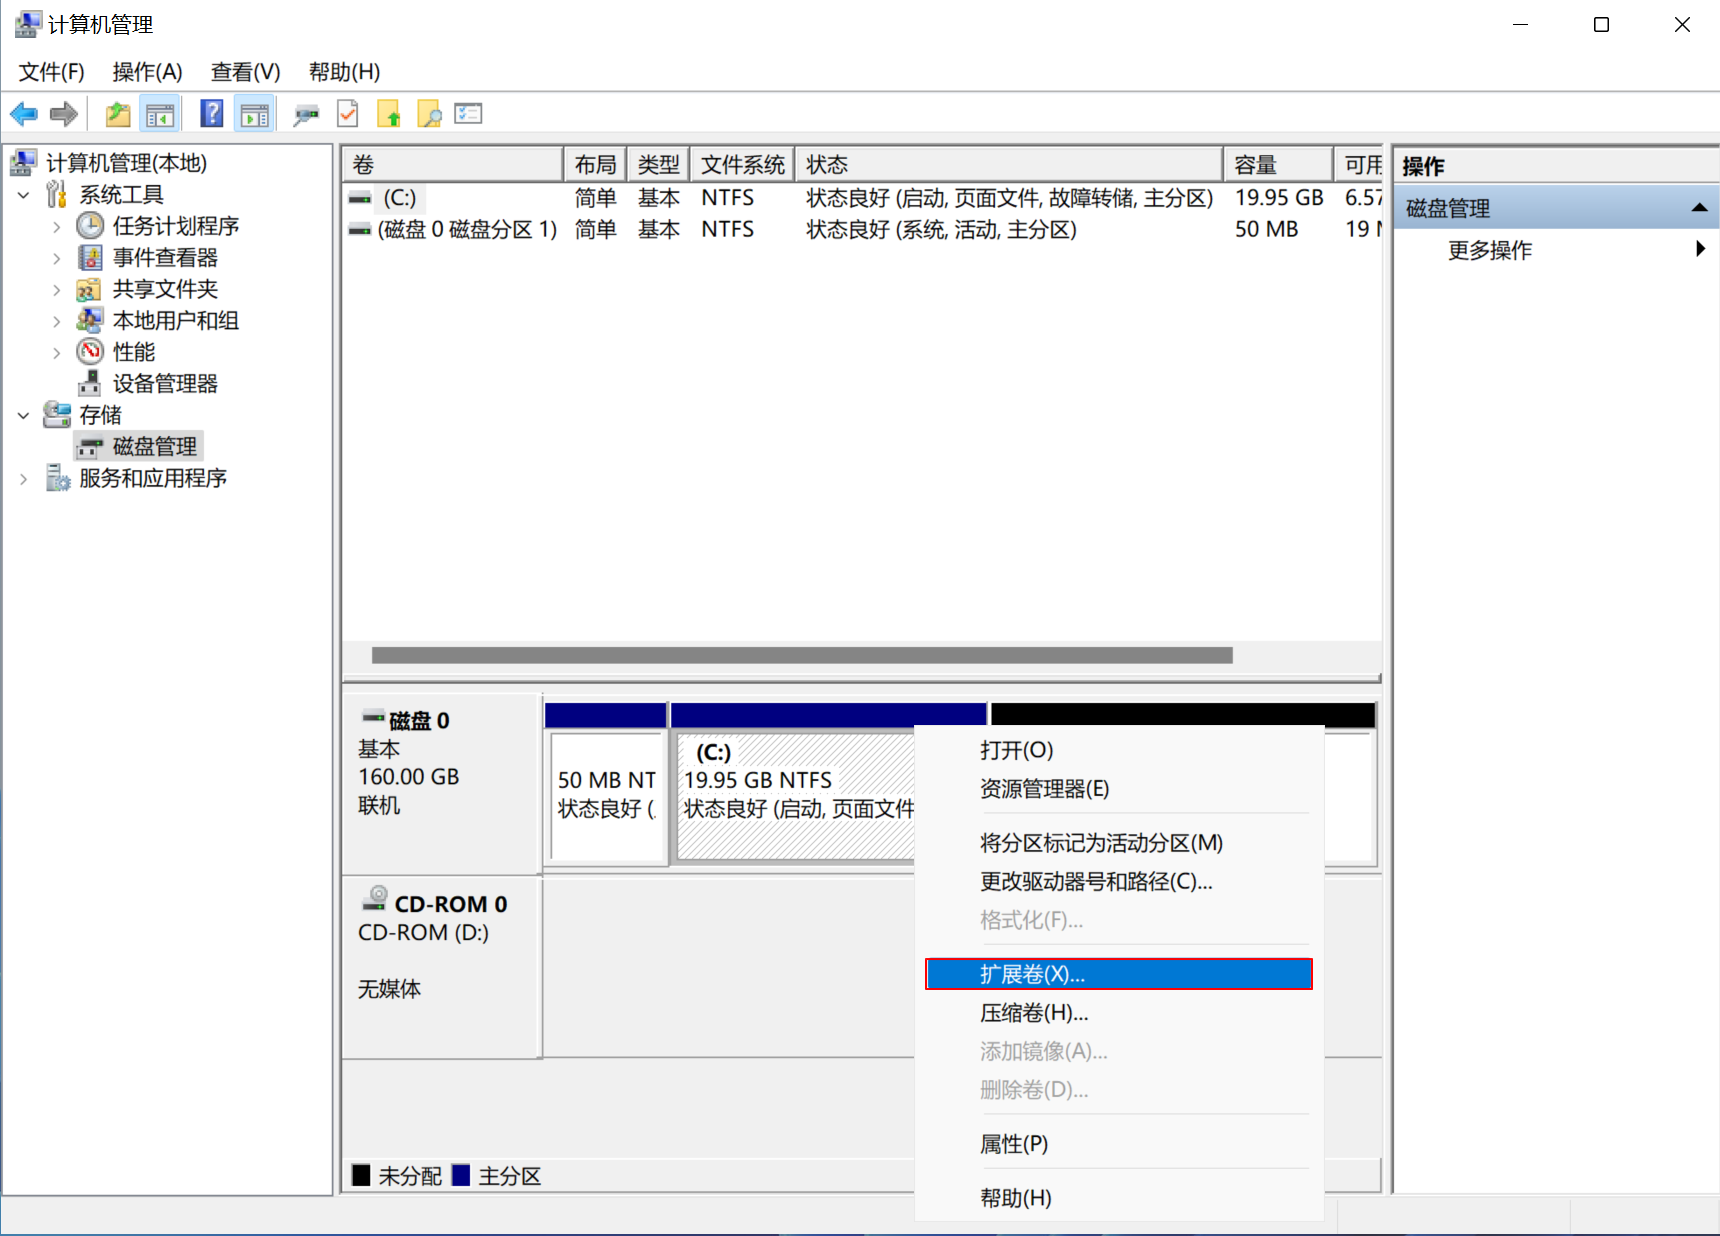 计算机管理
文件(F) 操作(A) 查看(V) 帮助(H)
计算机管理(本地)
系统工具
任务计划程序
事件查看器
共享文件夹
本地用户和组
性能
设备管理器
存储
磁盘管理
服务和应用程序
卷 布局 类型 文件系统 状态 容量 可用
(C:) 简单 基本 NTFS 状态良好 (启动, 页面文件, 故障转储, 主分区) 19.95 GB 6.57
(磁盘 0 磁盘分区 1) 简单 基本 NTFS 状态良好 (系统, 活动, 主分区) 50 MB 19
操作
磁盘管理
更多操作
磁盘 0
基本
160.00 GB
联机
50 MB NT
状态良好 (
(C:)
19.95 GB NTFS
状态良好 (启动, 页面文件
CD-ROM 0
CD-ROM (D:)
无媒体
未分配 主分区
打开(O)
资源管理器(E)
将分区标记为活动分区(M)
更改驱动器号和路径(C)...
格式化(F)...
扩展卷(X)...
压缩卷(H)...
添加镜像(A)...
删除卷(D)...
属性(P)
帮助(H)